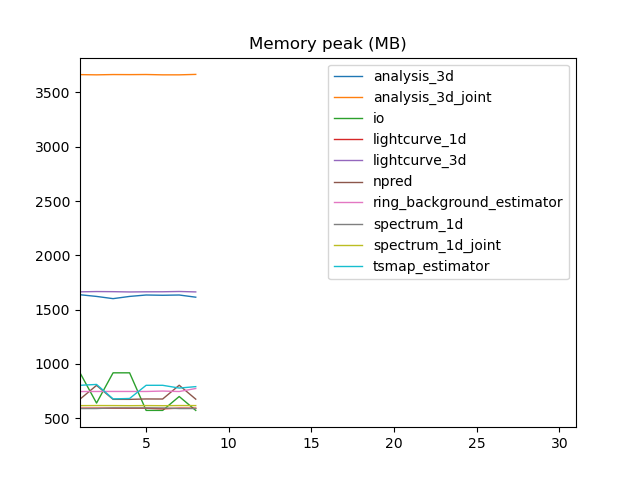 Memory peak (MB)
3500
3000
2500
2000
1500
1000
500
5 10 15 20 25 30
analysis_3d
analysis_3d_joint
io
lightcurve_1d
lightcurve_3d
npred
ring_background_estimator
spectrum_1d
spectrum_1d_joint
tsmap_estimator